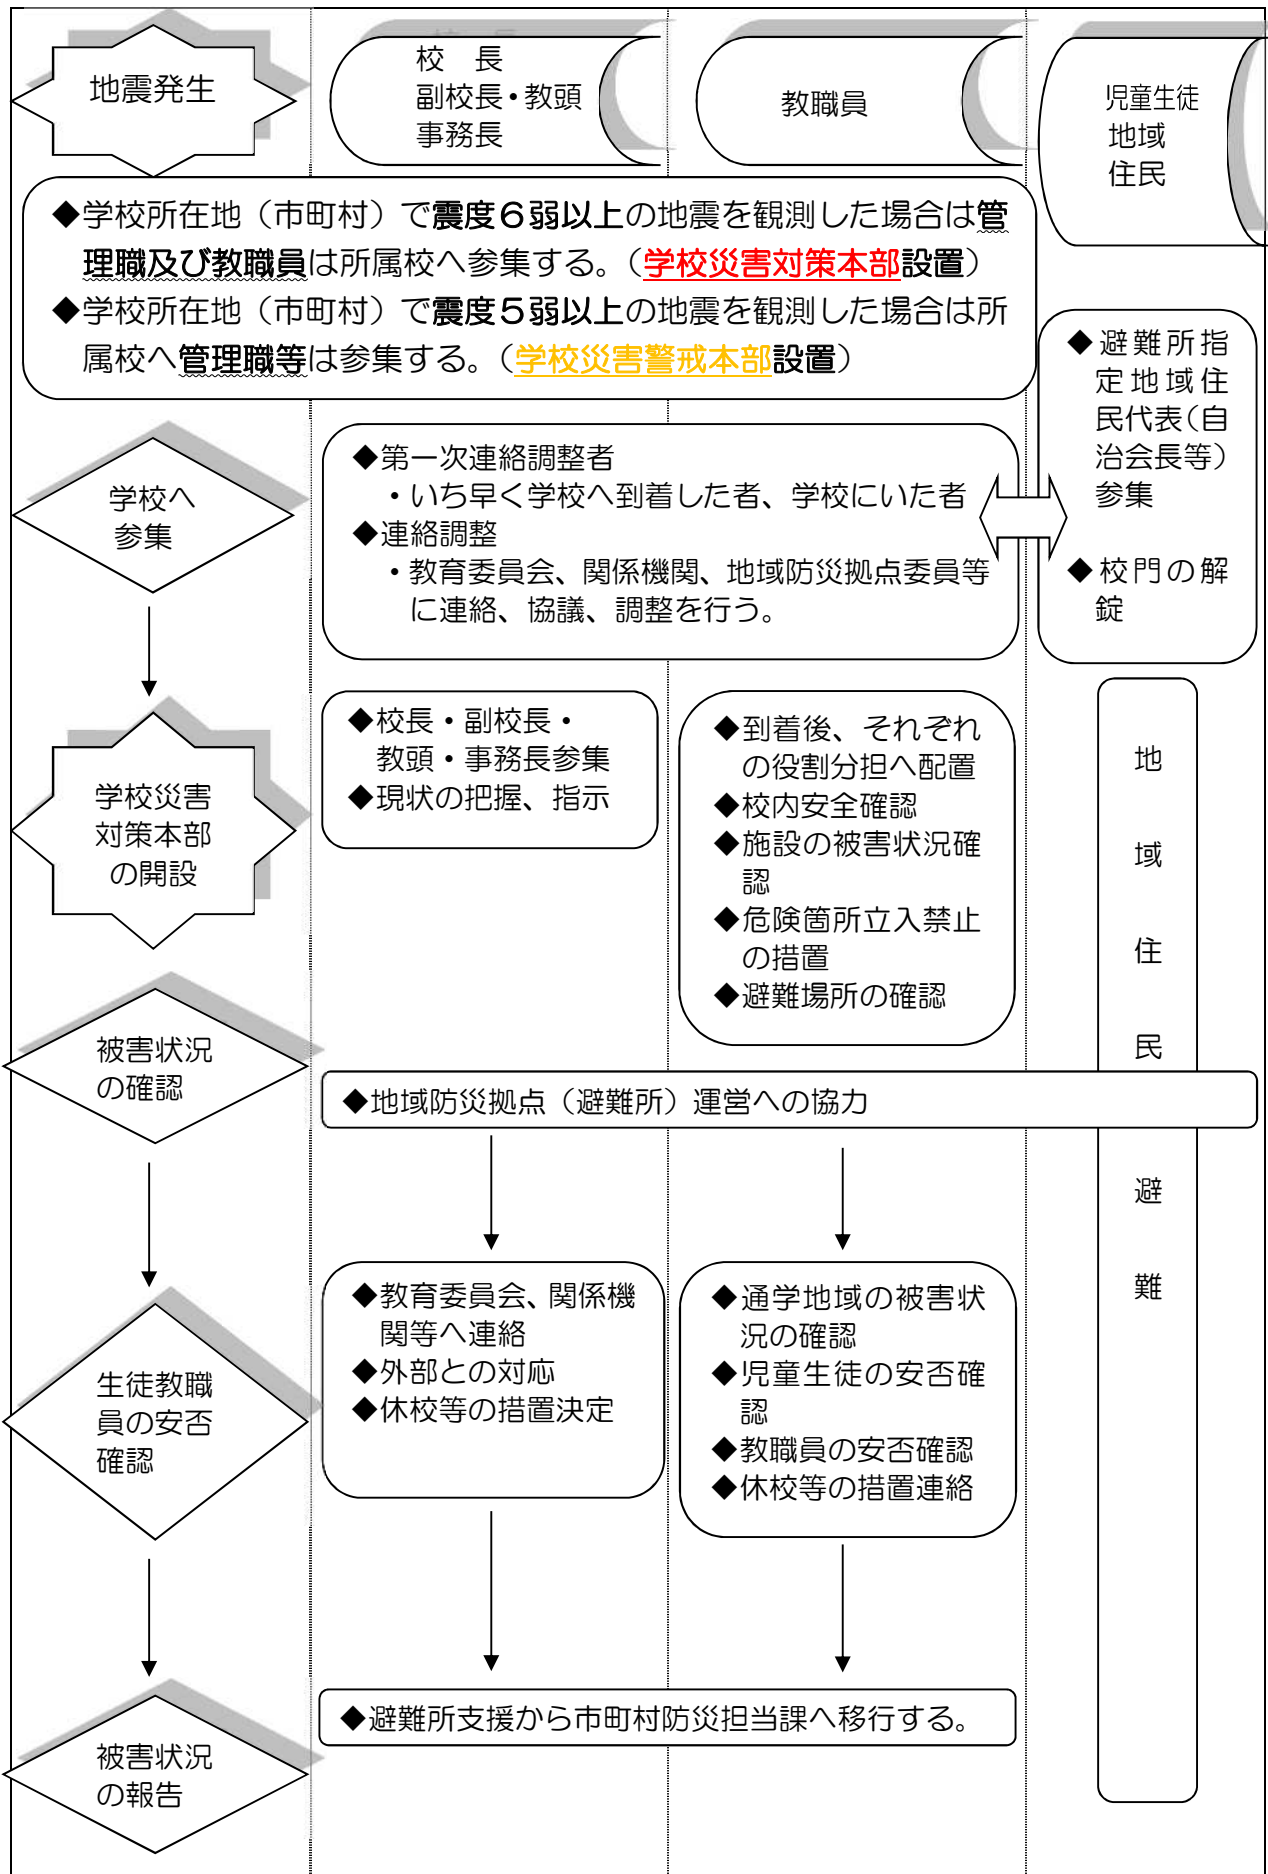 地震発生
校　長
副校長・教頭
事務長
教職員
児童生徒
地域
住民
◆学校所在地（市町村）で震度６弱以上の地震を観測した場合は管
理職及び教職員は所属校へ参集する。（学校災害対策本部設置）
◆学校所在地（市町村）で震度５弱以上の地震を観測した場合は所
属校へ管理職等は参集する。（学校災害警戒本部設置）
学校へ
参集
◆第一次連絡調整者
・いち早く学校へ到着した者、学校にいた者
◆連絡調整
・教育委員会、関係機関、地域防災拠点委員等
に連絡、協議、調整を行う。
◆避難所指
定地域住
民代表（自
治会長等）
参集
◆校門の解
錠
学校災害
対策本部
の開設
◆校長・副校長・
教頭・事務長参集
◆現状の把握、指示
◆到着後、それぞれ
の役割分担へ配置
◆校内安全確認
◆施設の被害状況確
認
◆危険箇所立入禁止
の措置
◆避難場所の確認
地域住民避難
被害状況
の確認
◆地域防災拠点（避難所）運営への協力
生徒教職
員の安否
確認
◆教育委員会、関係機
関等へ連絡
◆外部との対応
◆休校等の措置決定
◆通学地域の被害状
況の確認
◆児童生徒の安否確
認
◆教職員の安否確認
◆休校等の措置連絡
被害状況
の報告
◆避難所支援から市町村防災担当課へ移行する。